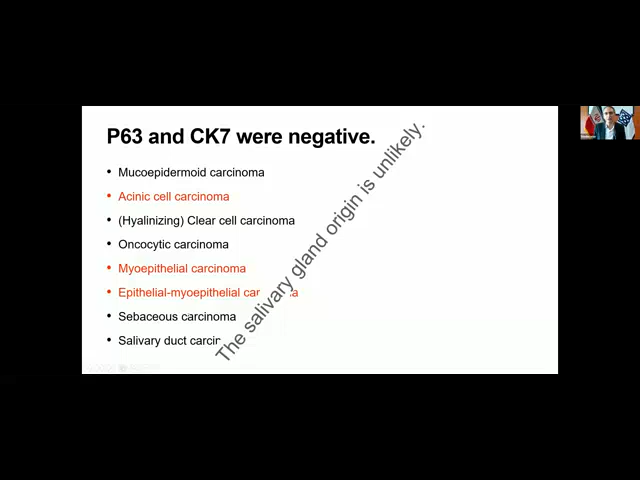 P63 and CK7 were negative.
• Mucoepidermoid carcinoma
• Acinic cell carcinoma
• (Hyalinizing) Clear cell carcinoma
• Oncocytic carcinoma
• Myoepithelial carcinoma
• Epithelial-myoepithelial car a
• Sebaceous carcinoma
• Salivary duct carcin
The salivary gland origin is unlikely.